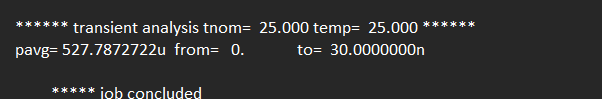 ****** transient analysis tnom= 25.000 temp= 25.000 ******
pavg= 527.7872722u from= 0. to= 30.0000000n
***** job concluded